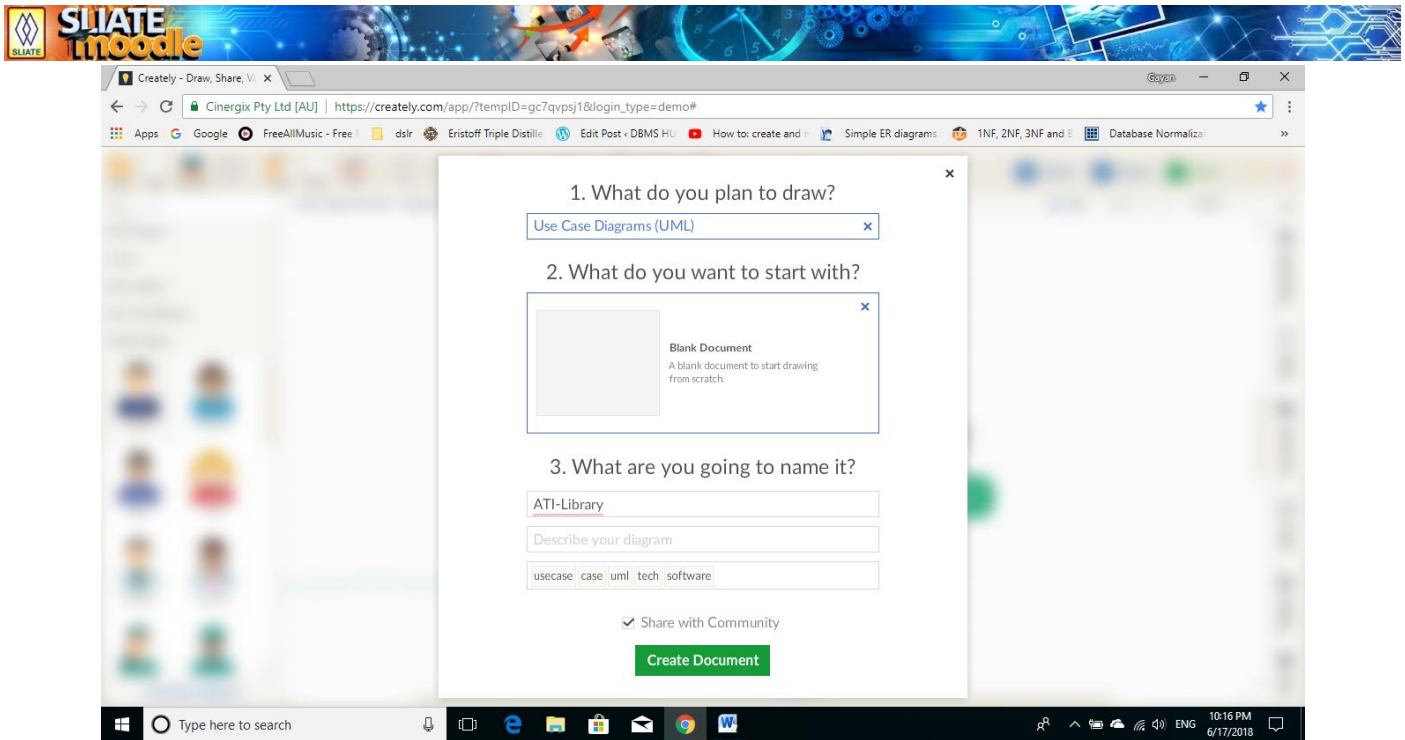 SLIATE
SLIATE
moodle
Creately - Draw, Share, Vi
Gayan
Cinergix Pty Ltd [AU] | https://creately.com/app/?tempID=gc7qvpsj1&login_type=demo#
Apps G Google FreeAllMusic - Free dslr Eristoff Triple Distille Edit Post ‹ DBMS HU How to: create and Simple ER diagrams 1NF, 2NF, 3NF and Database Normaliza »
1. What do you plan to draw?
Use Case Diagrams (UML)
2. What do you want to start with?
Blank Document
A blank document to start drawing
from scratch.
3. What are you going to name it?
ATI-Library
Describe your diagram
usecase case uml tech software
Share with Community
Create Document
Type here to search
ENG
10:16 PM
6/17/2018